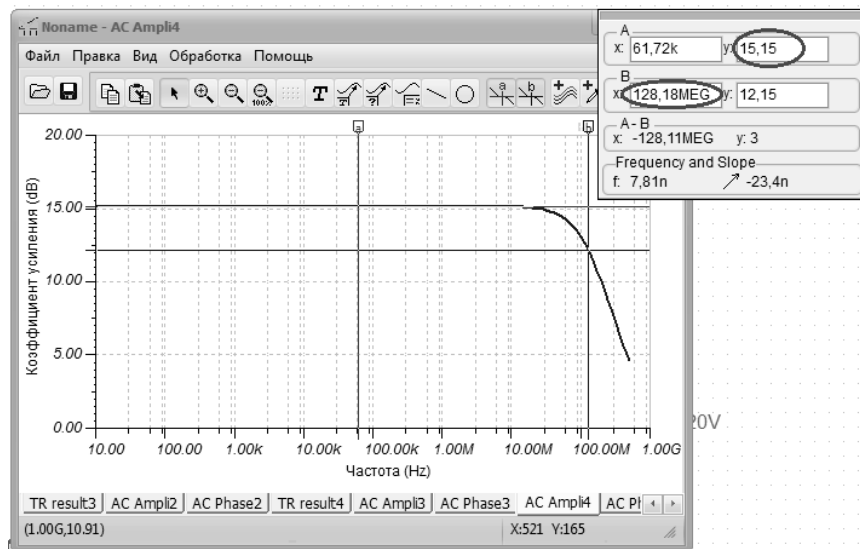 Noname - AC Ampli4
Файл Правка Вид Обработка Помощь
100%
T
a b
A
x: 61,72k y: 15,15
B
x: 128,18MEG y: 12,15
A - B
x: -128,11MEG y: 3
Frequency and Slope
f: 7,81n -23,4n
a b
20.00
15.00
10.00
5.00
0.00
Коэффициент усиления (dB)
10.00 100.00 1.00k 10.00k 100.00k 1.00M 10.00M 100.00M 1.00G
Частота (Hz)
20V
TR result3 AC Ampli2 AC Phase2 TR result4 AC Ampli3 AC Phase3 AC Ampli4 AC Pl
(1.00G,10.91) X:521 Y:165